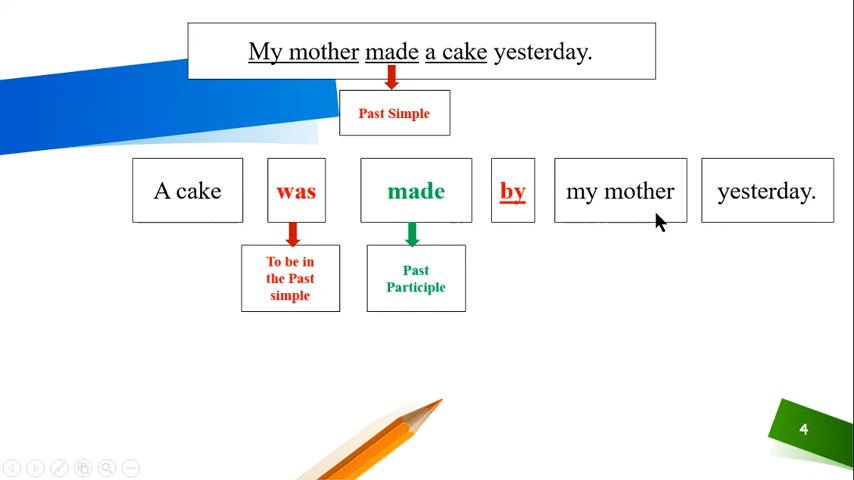 My mother made a cake yesterday.
Past Simple
A cake was made by my mother yesterday.
To be in
the Past
simple
Past
Participle
4